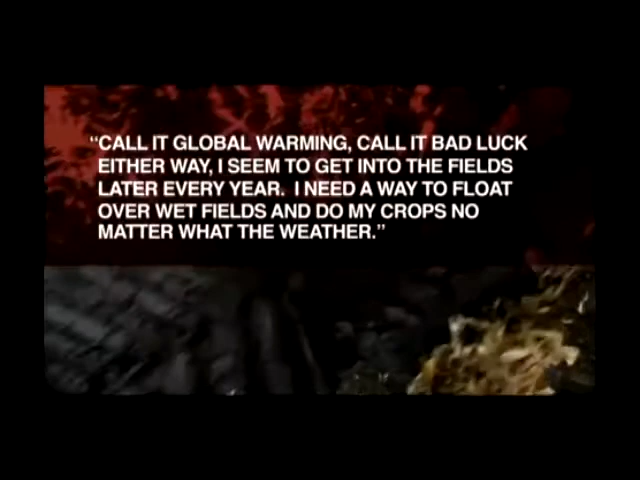 “CALL IT GLOBAL WARMING, CALL IT BAD LUCK
EITHER WAY, I SEEM TO GET INTO THE FIELDS
LATER EVERY YEAR. I NEED A WAY TO FLOAT
OVER WET FIELDS AND DO MY CROPS NO
MATTER WHAT THE WEATHER.”